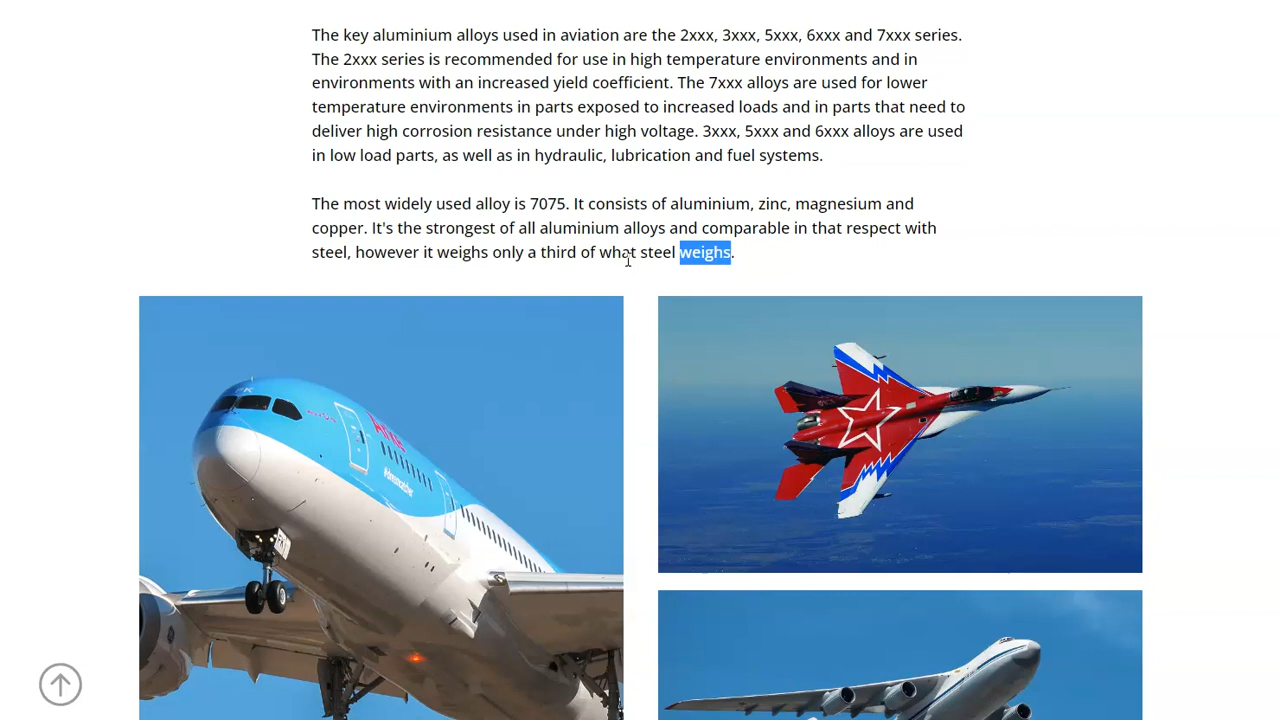 The key aluminium alloys used in aviation are the 2xxx, 3xxx, 5xxx, 6xxx and 7xxx series.
The 2xxx series is recommended for use in high temperature environments and in
environments with an increased yield coefficient. The 7xxx alloys are used for lower
temperature environments in parts exposed to increased loads and in parts that need to
deliver high corrosion resistance under high voltage. 3xxx, 5xxx and 6xxx alloys are used
in low load parts, as well as in hydraulic, lubrication and fuel systems.
The most widely used alloy is 7075. It consists of aluminium, zinc, magnesium and
copper. It's the strongest of all aluminium alloys and comparable in that respect with
steel, however it weighs only a third of what steel weighs.